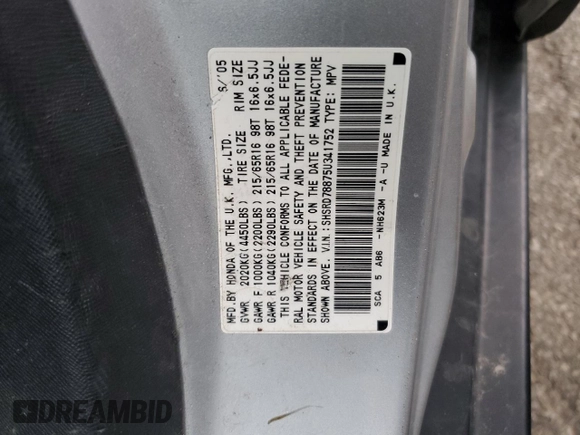 MFD.BY HONDA OF THE U.K. MFG.,LTD. 8/'05
GVWR 2020KG(4450LBS) TIRE SIZE RIM SIZE
GAWR F 1000KG(2200LBS) 215/65R16 98T 16x6.5JJ
GAWR R 1040KG(2290LBS) 215/65R16 98T 16x6.5JJ
THIS VEHICLE CONFORMS TO ALL APPLICABLE FEDE-
RAL MOTOR VEHICLE SAFETY AND THEFT PREVENTION
STANDARDS IN EFFECT ON THE DATE OF MANUFACTURE
SHOWN ABOVE. V.I.N: SHSRD78875U341752 TYPE: MPV
SCA 5 AB6 -NH623M -A -U MADE IN U.K.
DREAMBID